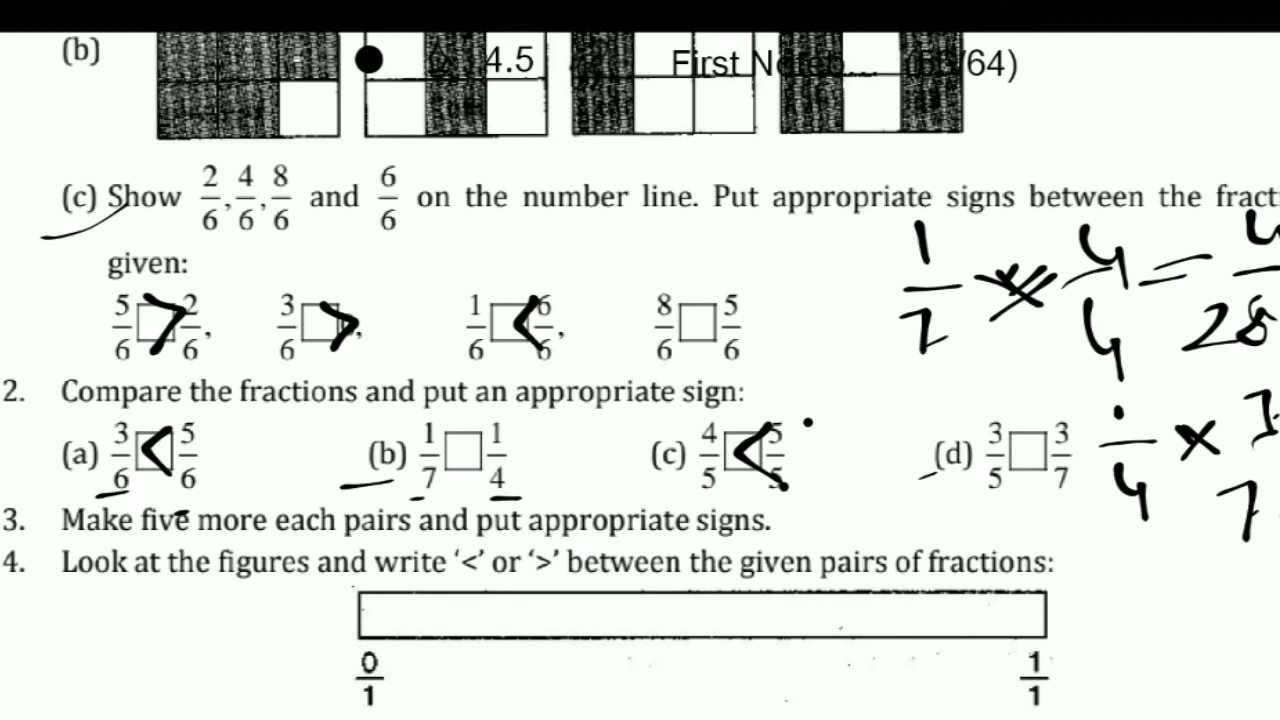 (b)
4.5 First Noteb... /64)
(c) Show 2/6, 4/6, 8/6 and 6/6 on the number line. Put appropriate signs between the fracti
given:
5/6 > 2/6, 3/6 > , 1/6 < 6/6, 8/6 □ 5/6
1/7 × 4/4 = 4/28
2. Compare the fractions and put an appropriate sign:
(a) 3/6 < 5/6 (b) 1/7 □ 1/4 (c) 4/5 < 5/5 (d) 3/5 □ 3/7
1/4 × 7/7
3. Make five more each pairs and put appropriate signs.
4. Look at the figures and write '<' or '>' between the given pairs of fractions:
0/1 1/1